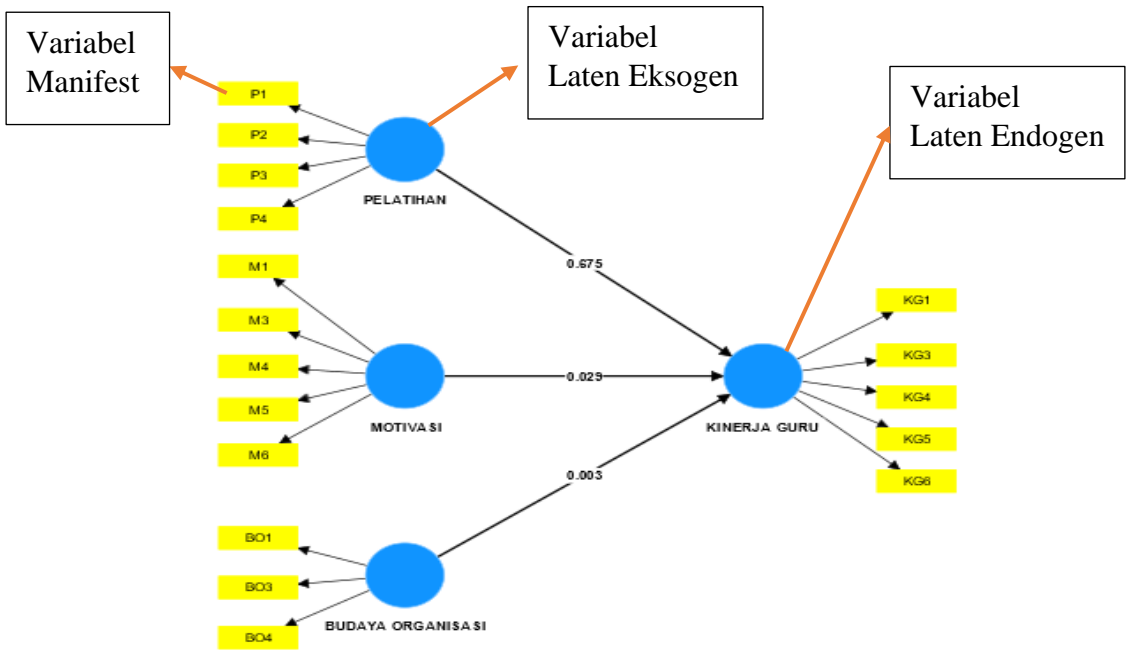 Variabel
Manifest
Variabel
Laten Eksogen
Variabel
Laten Endogen
P1
P2
P3
P4
PELATIHAN
M1
M3
M4
M5
M6
MOTIVASI
BO1
BO3
BO4
BUDAYA ORGANISASI
0.675
0.029
0.003
KINERJA GURU
KG1
KG3
KG4
KG5
KG6